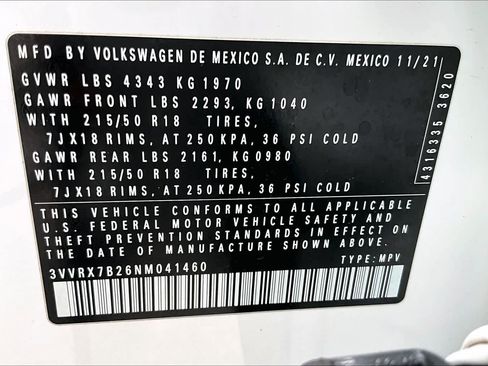 MFD BY VOLKSWAGEN DE MEXICO S.A. DE C.V. MEXICO 11/21
GVWR LBS 4343 KG 1970
GAWR FRONT LBS 2293, KG 1040
WITH 215/50 R18 TIRES,
7JX18 RIMS, AT 250 KPA, 36 PSI COLD
GAWR REAR LBS 2161, KG 0980
WITH 215/50 R18 TIRES,
7JX18 RIMS, AT 250 KPA, 36 PSI COLD
THIS VEHICLE CONFORMS TO ALL APPLICABLE
U.S. FEDERAL MOTOR VEHICLE SAFETY AND
THEFT PREVENTION STANDARDS IN EFFECT ON
THE DATE OF MANUFACTURE SHOWN ABOVE.
3VVRX7B26NM041460 TYPE: MPV
4316335 3620